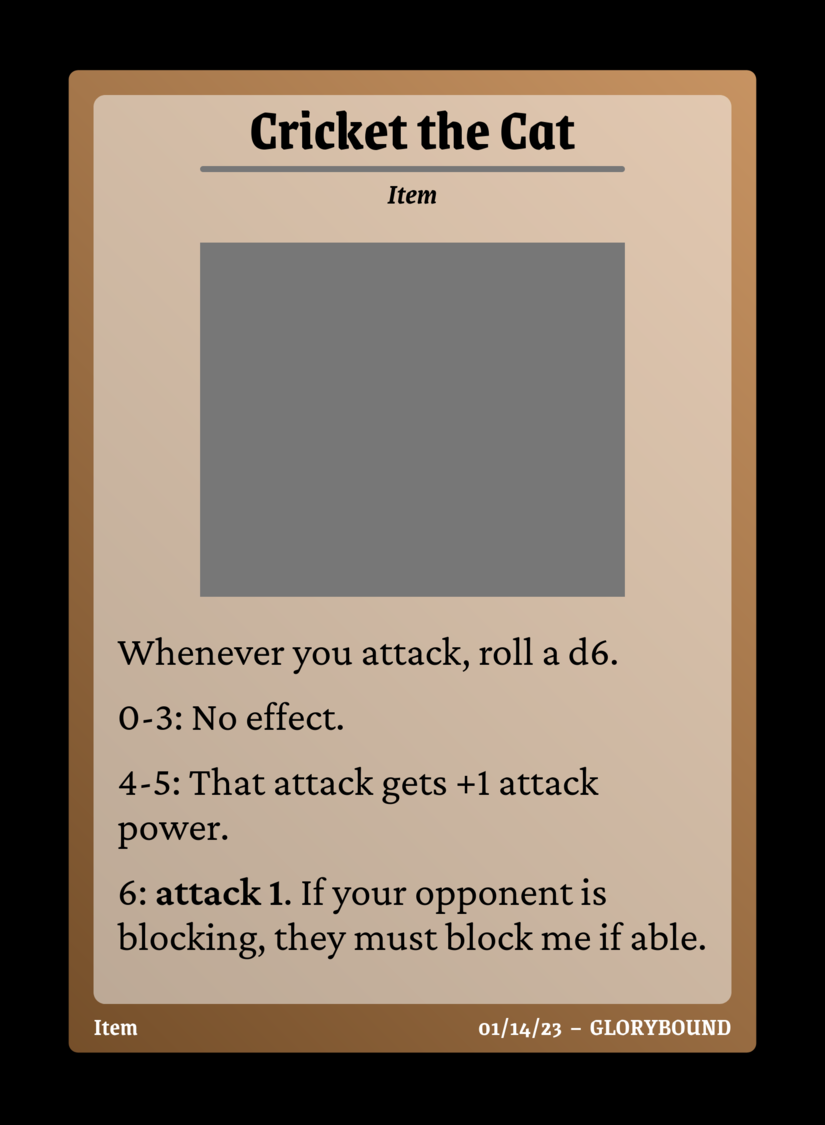 Cricket the Cat
Item
Whenever you attack, roll a d6.
0-3: No effect.
4-5: That attack gets +1 attack
power.
6: attack 1. If your opponent is
blocking, they must block me if able.
Item
01/14/23 – GLORYBOUND